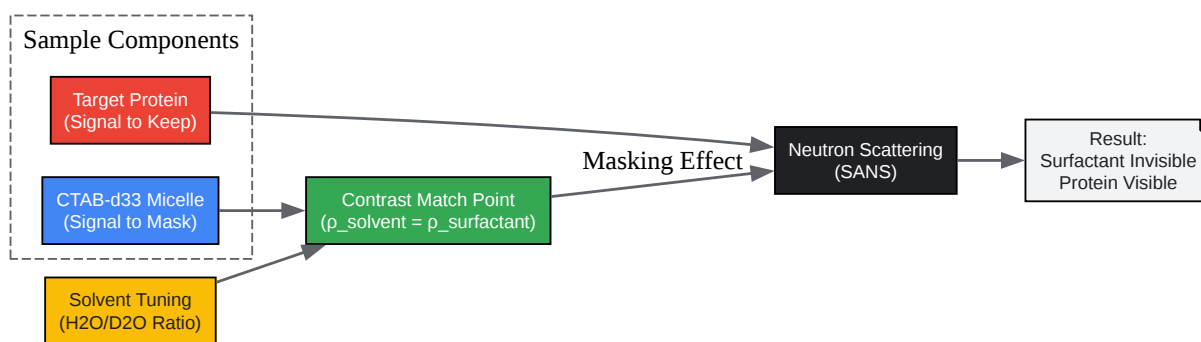 Sample Components
Target Protein
(Signal to Keep)
CTAB-d33 Micelle
(Signal to Mask)
Solvent Tuning
(H2O/D2O Ratio)
Contrast Match Point
(ρ_solvent = ρ_surfactant)
Masking Effect
Neutron Scattering
(SANS)
Result:
Surfactant Invisible
Protein Visible